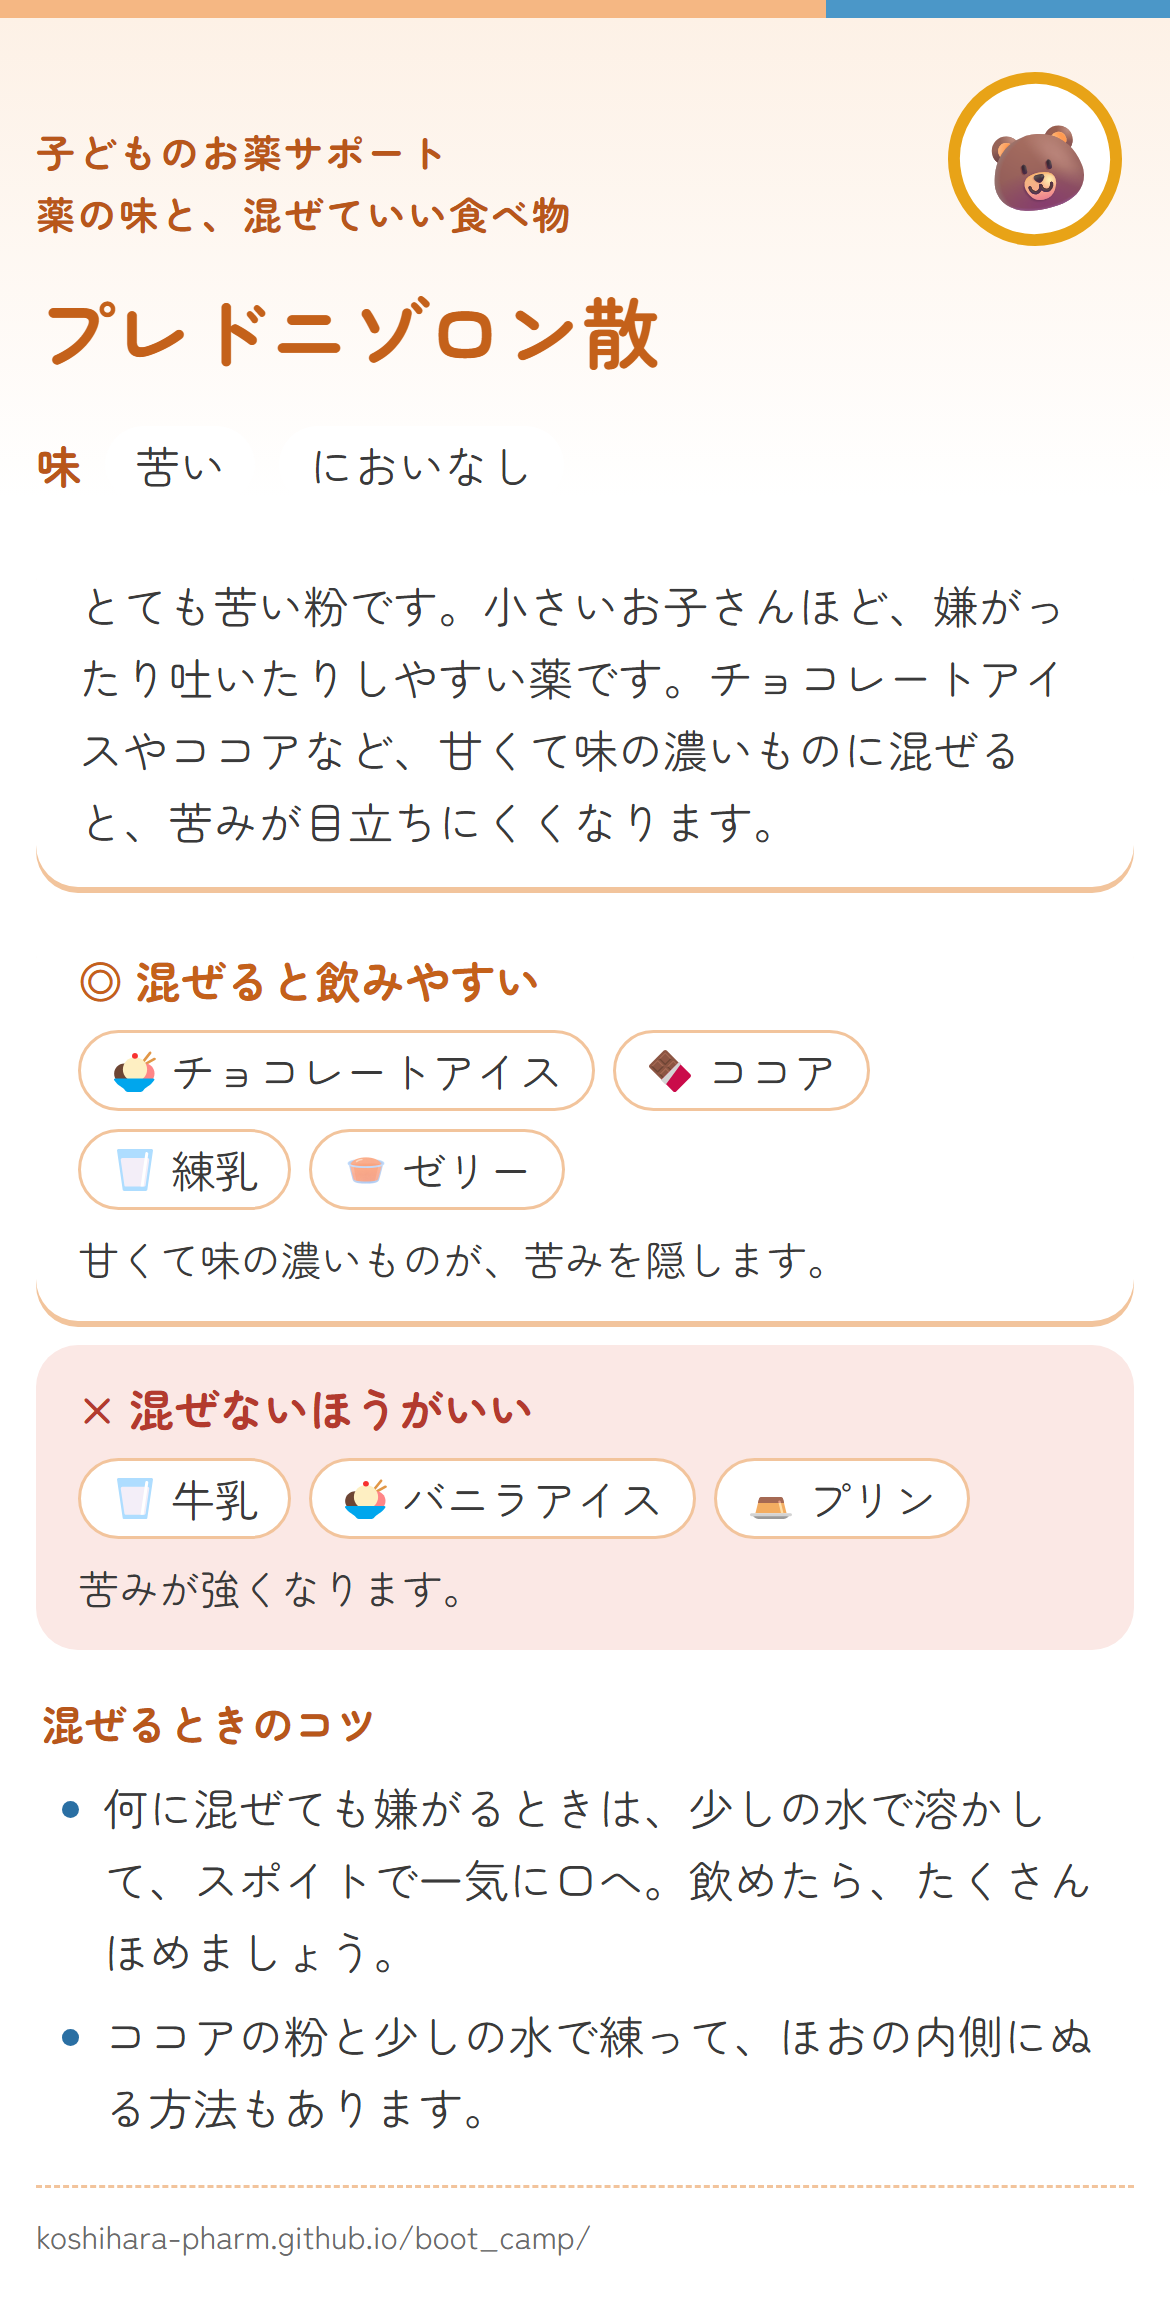 子どものお薬サポート
薬の味と、混ぜていい食べ物
プレドニゾロン散
味 苦い においなし
とても苦い粉です。小さいお子さんほど、嫌がっ
たり吐いたりしやすい薬です。チョコレートアイ
スやココアなど、甘くて味の濃いものに混ぜる
と、苦みが目立ちにくくなります。
◎ 混ぜると飲みやすい
チョコレートアイス ココア
練乳 ゼリー
甘くて味の濃いものが、苦みを隠します。
× 混ぜないほうがいい
牛乳 バニラアイス プリン
苦みが強くなります。
混ぜるときのコツ
• 何に混ぜても嫌がるときは、少しの水で溶かし
て、スポイトで一気に口へ。飲めたら、たくさん
ほめましょう。
• ココアの粉と少しの水で練って、ほおの内側にぬ
る方法もあります。
koshihara-pharm.github.io/boot_camp/